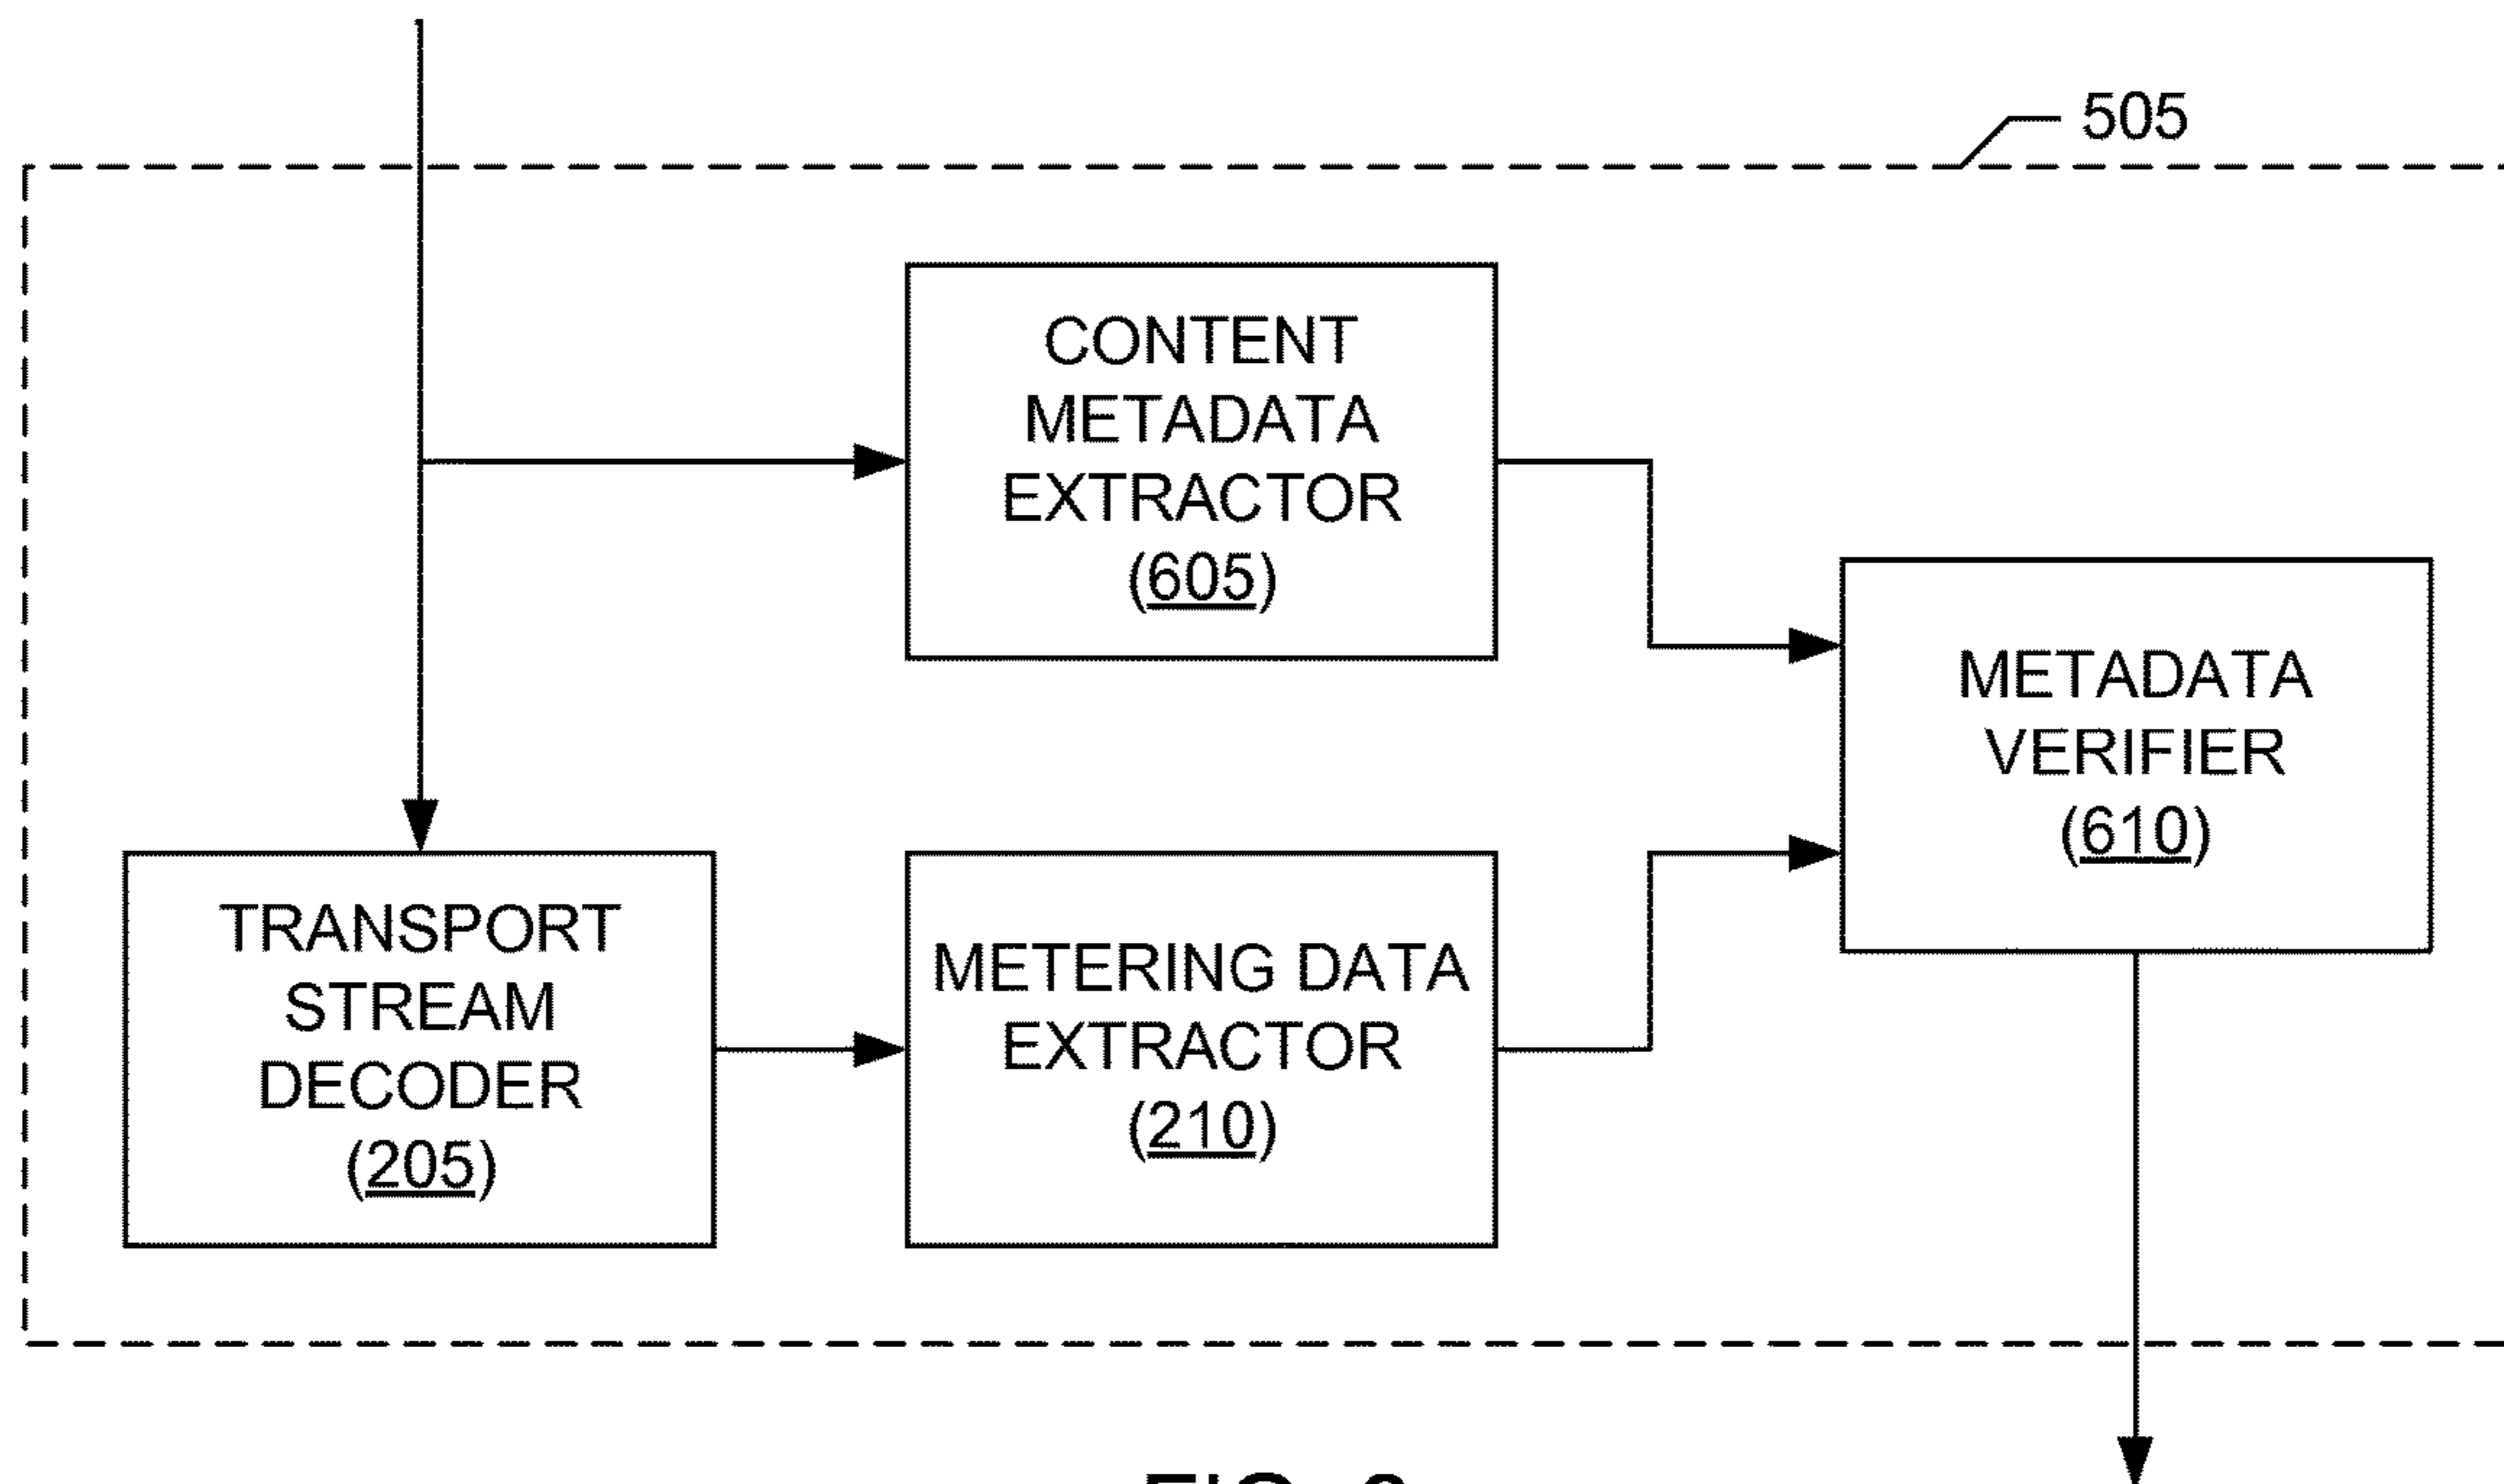 505
CONTENT
METADATA
EXTRACTOR
(605)
METADATA
VERIFIER
(610)
TRANSPORT
STREAM
DECODER
(205)
METERING DATA
EXTRACTOR
(210)